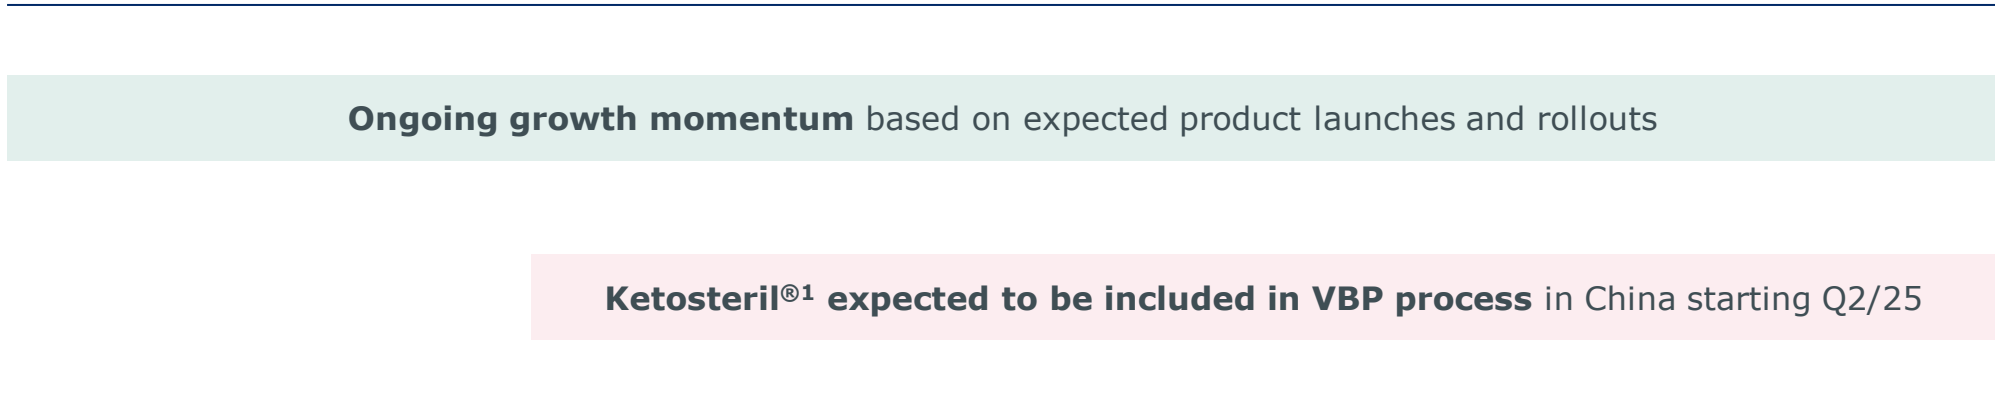 Ongoing growth momentum based on expected product launches and rollouts
Ketosteril®1 expected to be included in VBP process in China starting Q2/25